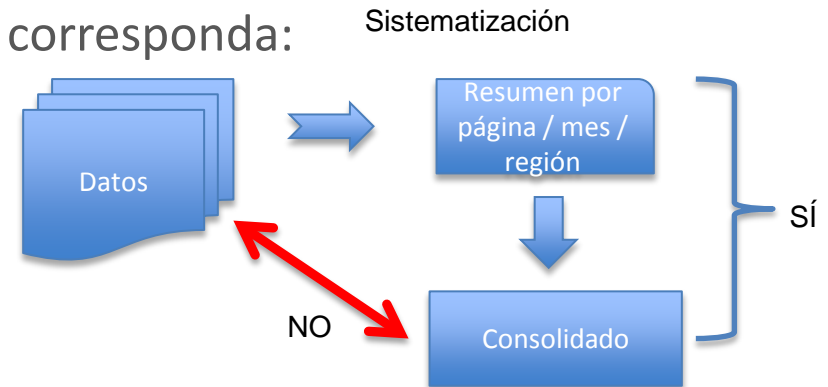 corresponda:
Sistematización
Datos
Resumen por
página / mes /
región
SÍ
NO
Consolidado